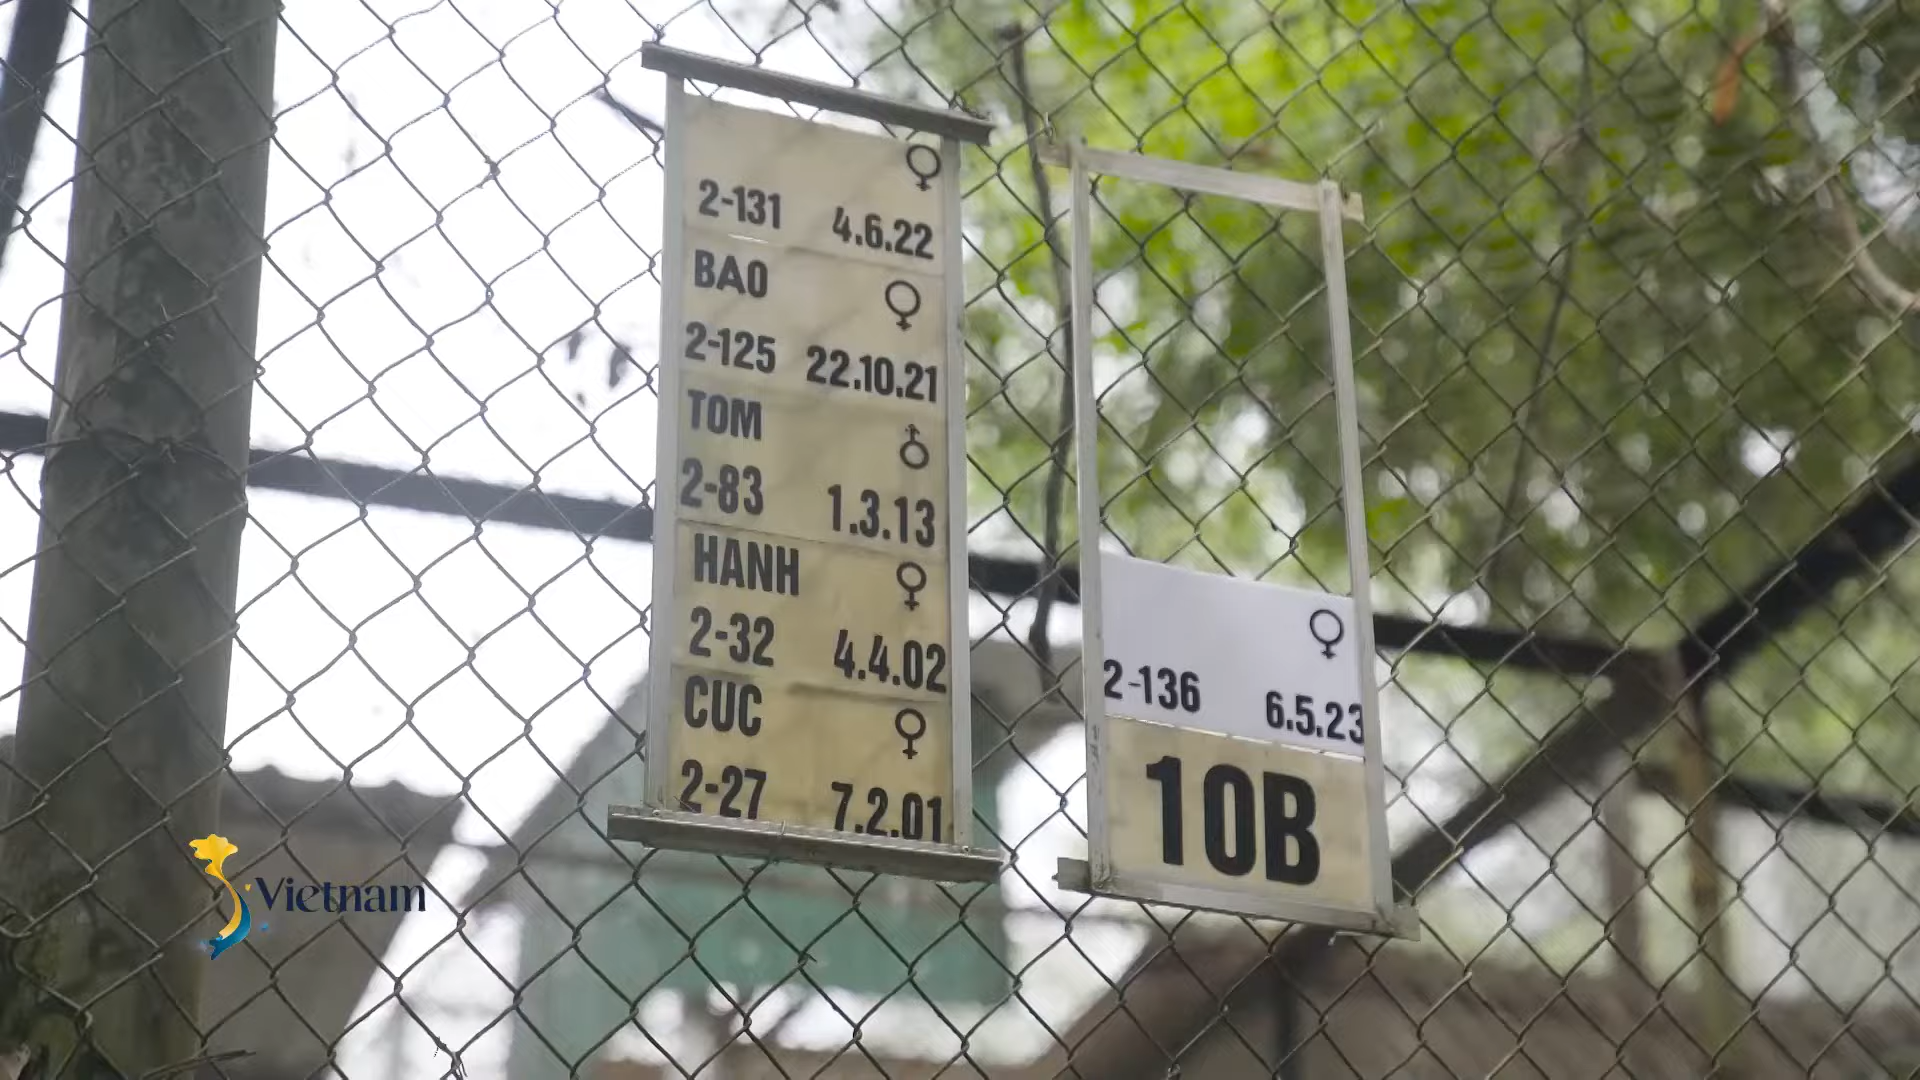 ♀
2-131 4.6.22
BAO ♀
2-125 22.10.21
TOM ♂
2-83 1.3.13
HANH ♀
2-32 4.4.02
CUC ♀
2-27 7.2.01
♀
2-136 6.5.23
10B
Vietnam